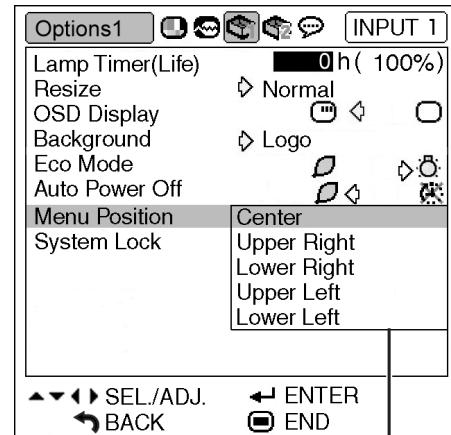 Options1 INPUT 1
Lamp Timer(Life) 0 h ( 100%)
Resize Normal
OSD Display
Background Logo
Eco Mode
Auto Power Off
Menu Position Center
System Lock Upper Right
Lower Right
Upper Left
Lower Left
SEL./ADJ. ENTER
BACK END